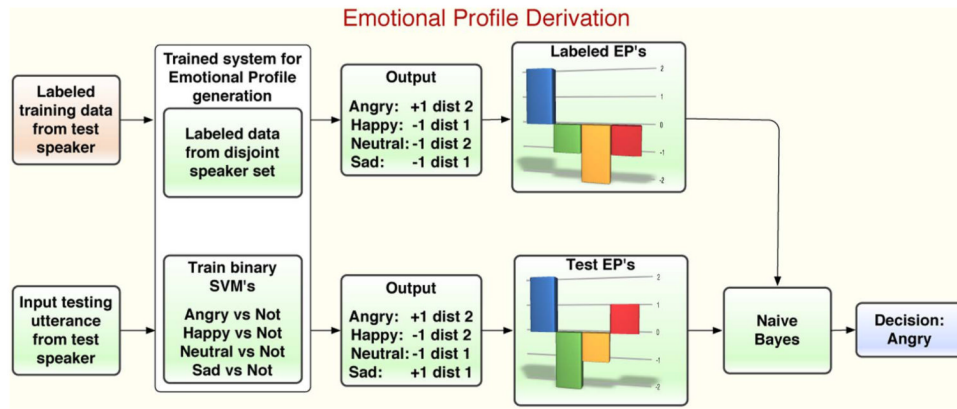 Emotional Profile Derivation
Labeled
training data
from test
speaker
Trained system for
Emotional Profile
generation
Labeled data
from disjoint
speaker set
Output
Angry: +1 dist 2
Happy: -1 dist 1
Neutral: -1 dist 2
Sad: -1 dist 1
Labeled EP's
2
1
0
-1
-2
Input testing
utterance
from test
speaker
Train binary
SVM's
Angry vs Not
Happy vs Not
Neutral vs Not
Sad vs Not
Output
Angry: +1 dist 2
Happy: -1 dist 2
Neutral: -1 dist 1
Sad: +1 dist 1
Test EP's
2
1
0
-1
-2
Naive
Bayes
Decision:
Angry